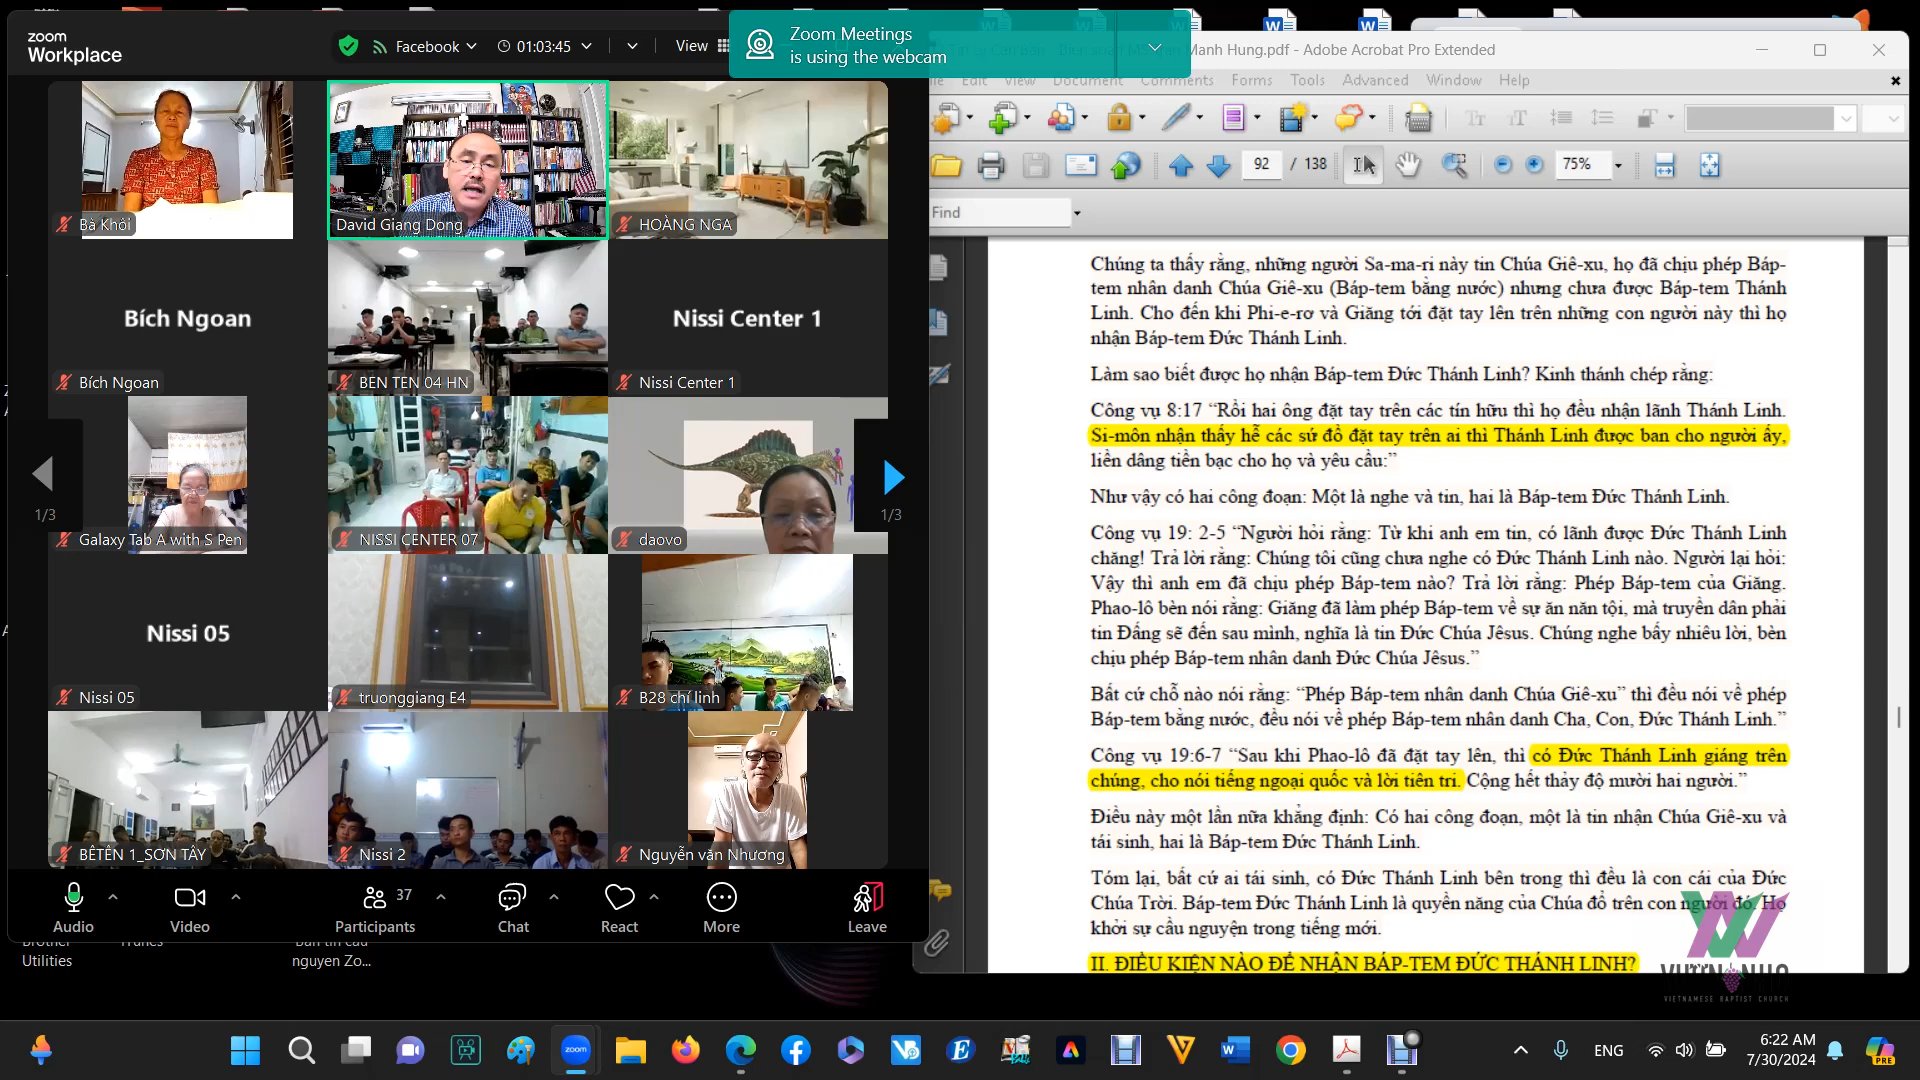 zoom
Workplace
Facebook
01:03:45
View
Zoom Meetings
is using the webcam
Manh Hung.pdf - Adobe Acrobat Pro Extended
Edit View Document Comments Forms Tools Advanced Window Help
92 / 138
75%
Find
Bà Khôi
David Giang Dong
HOÀNG NGA
Bích Ngoan
Bích Ngoan
BEN TEN 04 HN
Nissi Center 1
Nissi Center 1
1/3
Galaxy Tab A with S Pen
NISSI CENTER 07
daovo
1/3
Nissi 05
Nissi 05
truonggiang E4
B28 chí linh
BÊTÊN 1_SƠN TÂY
Nissi 2
Nguyễn văn Nhương
Audio
Video
Participants
37
Chat
React
More
Leave
Chúng ta thấy rằng, những người Sa-ma-ri này tin Chúa Giê-xu, họ đã chịu phép Báp-
tem nhân danh Chúa Giê-xu (Báp-tem bằng nước) nhưng chưa được Báp-tem Thánh
Linh. Cho đến khi Phi-e-rơ và Giăng tới đặt tay lên trên những con người này thì họ
nhận Báp-tem Đức Thánh Linh.
Làm sao biết được họ nhận Báp-tem Đức Thánh Linh? Kinh thánh chép rằng:
Công vụ 8:17 “Rồi hai ông đặt tay trên các tín hữu thì họ đều nhận lãnh Thánh Linh.
Si-môn nhận thấy hễ các sứ đồ đặt tay trên ai thì Thánh Linh được ban cho người ấy,
liền dâng tiền bạc cho họ và yêu cầu:”
Như vậy có hai công đoạn: Một là nghe và tin, hai là Báp-tem Đức Thánh Linh.
Công vụ 19: 2-5 “Người hỏi rằng: Từ khi anh em tin, có lãnh được Đức Thánh Linh
chăng! Trả lời rằng: Chúng tôi cũng chưa nghe có Đức Thánh Linh nào. Người lại hỏi:
Vậy thì anh em đã chịu phép Báp-tem nào? Trả lời rằng: Phép Báp-tem của Giăng.
Phao-lô bèn nói rằng: Giăng đã làm phép Báp-tem về sự ăn năn tội, mà truyền dân phải
tin Đấng sẽ đến sau mình, nghĩa là tin Đức Chúa Jêsus. Chúng nghe bấy nhiêu lời, bèn
chịu phép Báp-tem nhân danh Đức Chúa Jêsus.”
Bất cứ chỗ nào nói rằng: “Phép Báp-tem nhân danh Chúa Giê-xu” thì đều nói về phép
Báp-tem bằng nước, đều nói về phép Báp-tem nhân danh Cha, Con, Đức Thánh Linh.”
Công vụ 19:6-7 “Sau khi Phao-lô đã đặt tay lên, thì có Đức Thánh Linh giáng trên
chúng, cho nói tiếng ngoại quốc và lời tiên tri. Cộng hết thảy độ mười hai người.”
Điều này một lần nữa khẳng định: Có hai công đoạn, một là tin nhận Chúa Giê-xu và
tái sinh, hai là Báp-tem Đức Thánh Linh.
Tóm lại, bất cứ ai tái sinh, có Đức Thánh Linh bên trong thì đều là con cái của Đức
Chúa Trời. Báp-tem Đức Thánh Linh là quyền năng của Chúa đổ trên con người đó. Họ
khởi sự cầu nguyện trong tiếng mới.
II. ĐIỀU KIỆN NÀO ĐỂ NHẬN BÁP-TEM ĐỨC THÁNH LINH?
VƯỜN NHO
VIETNAMESE BAPTIST CHURCH
Utilities
nguyen Zo...
zoom
ENG
6:22 AM
7/30/2024
PRE